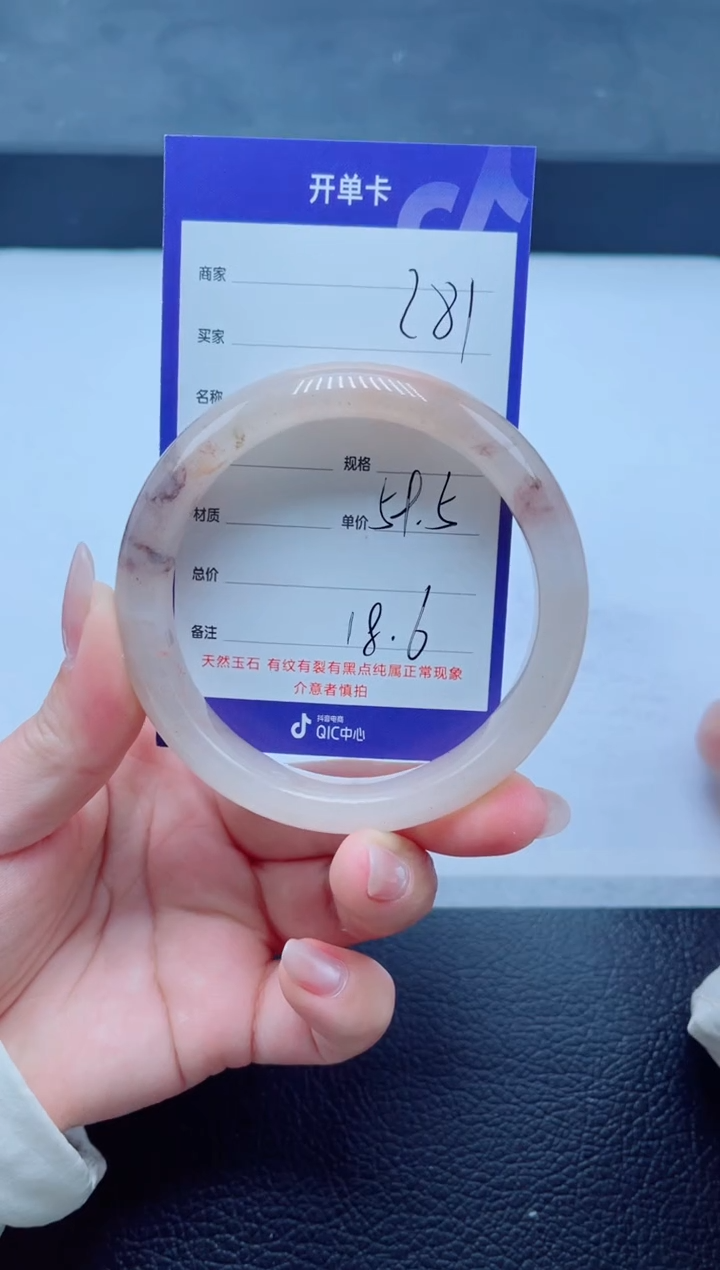 开单卡
商家
281
买家
名称
规格
材质
单价 59.5
总价
备注 18.6
天然玉石 有纹有裂有黑点纯属正常现象
介意者慎拍
抖音电商
QIC中心